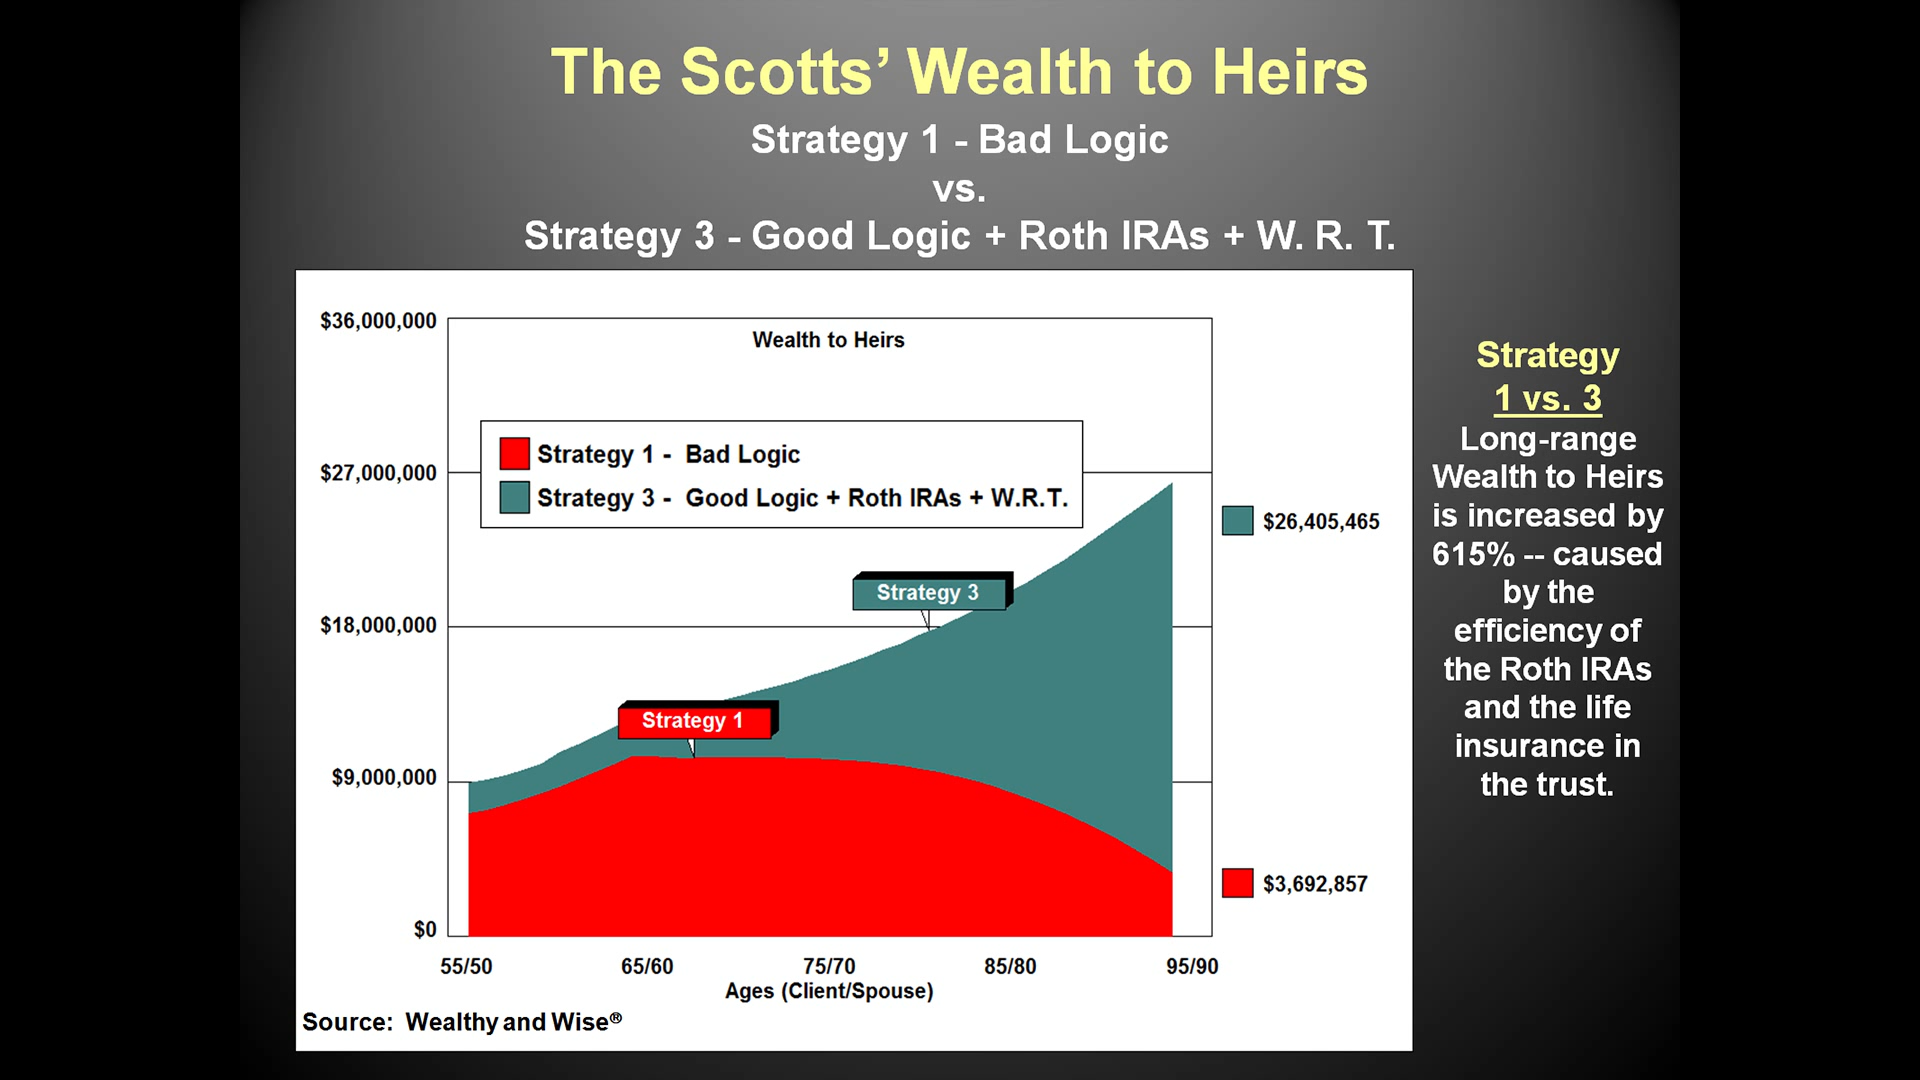 The Scotts’ Wealth to Heirs
Strategy 1 - Bad Logic
vs.
Strategy 3 - Good Logic + Roth IRAs + W. R. T.
Wealth to Heirs
$36,000,000
$27,000,000
$18,000,000
$9,000,000
$0
Strategy 1 - Bad Logic
Strategy 3 - Good Logic + Roth IRAs + W.R.T.
Strategy 3
Strategy 1
$26,405,465
$3,692,857
55/50 65/60 75/70 85/80 95/90
Ages (Client/Spouse)
Source: Wealthy and Wise®
Strategy
1 vs. 3
Long-range
Wealth to Heirs
is increased by
615% -- caused
by the
efficiency of
the Roth IRAs
and the life
insurance in
the trust.